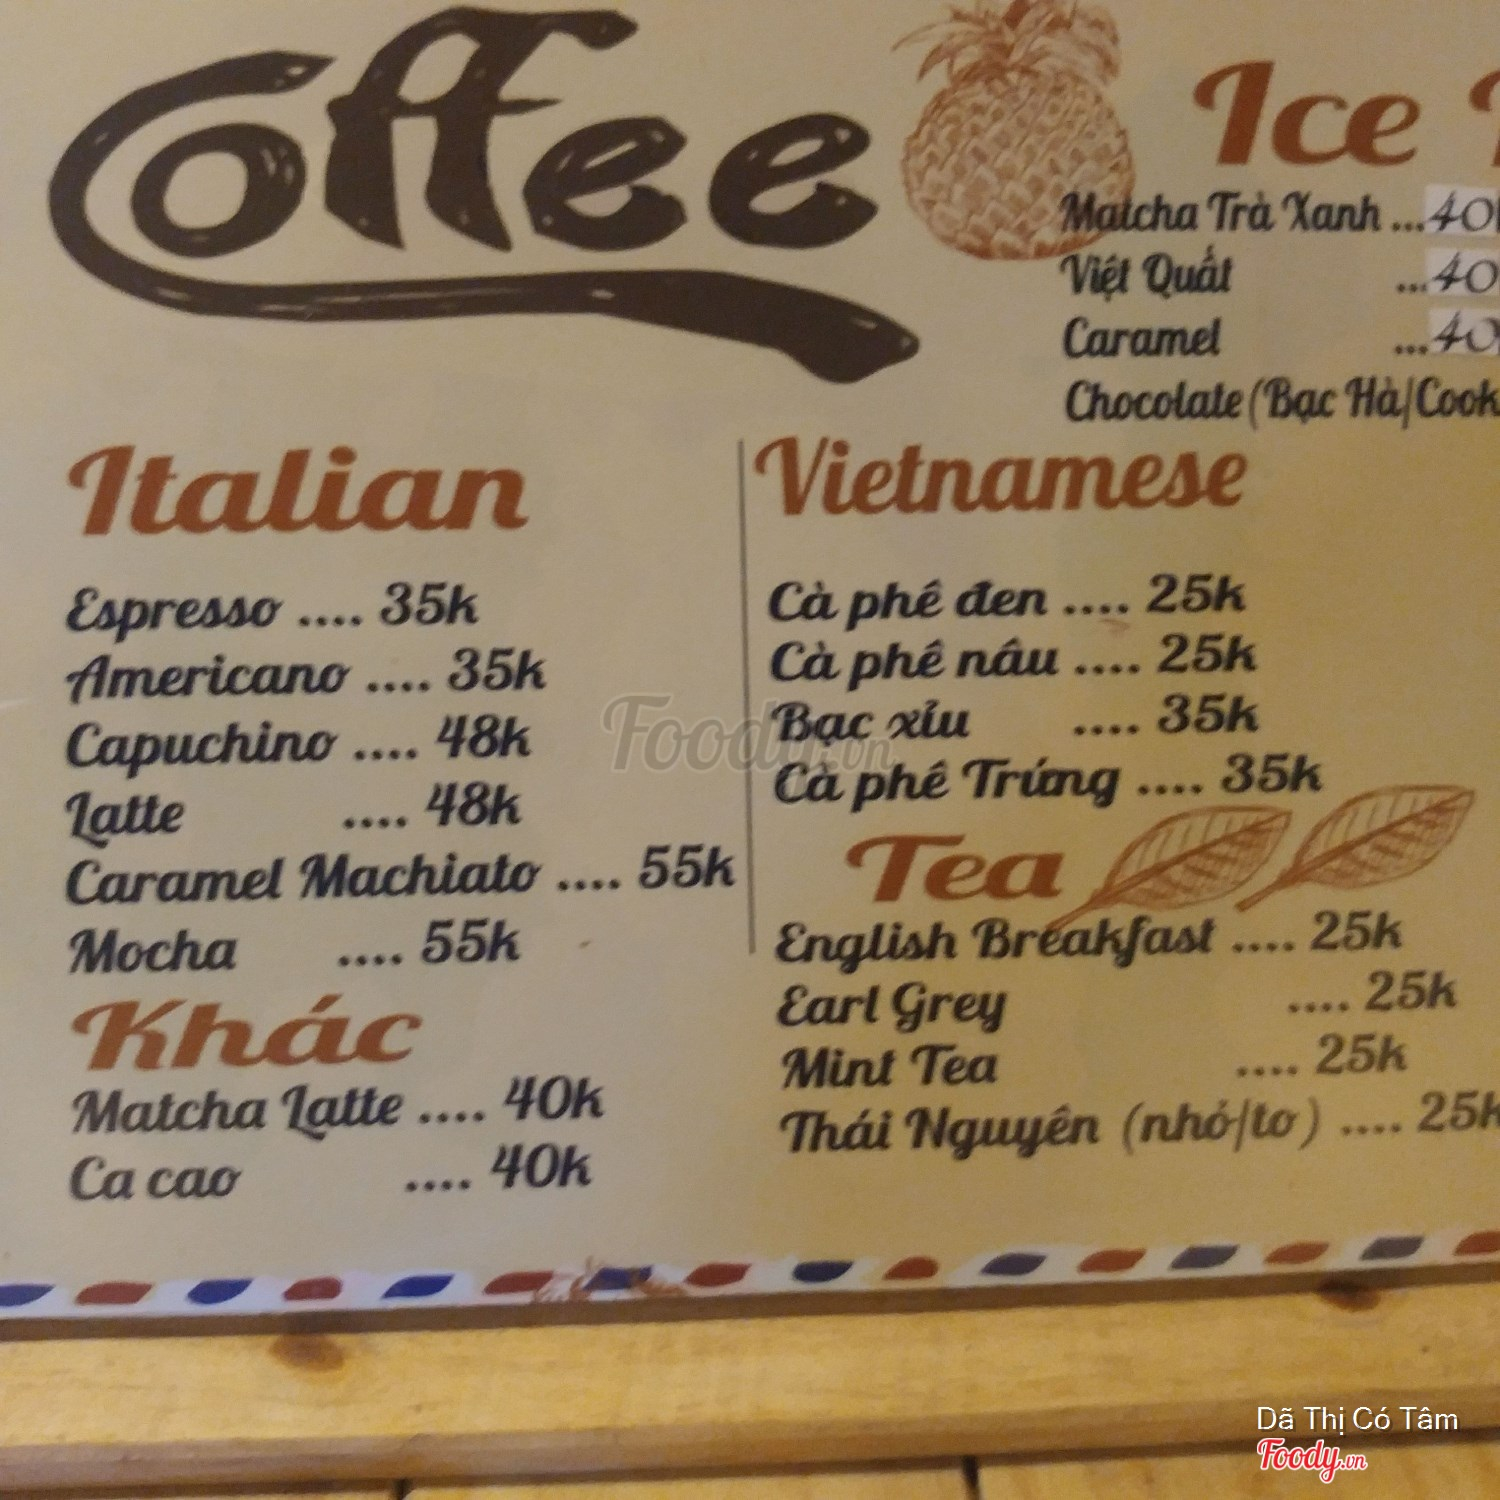 Coffee
Ice
Matcha Trà Xanh ...40
Việt Quất ...40
Caramel ...40
Chocolate (Bạc Hà/Cook
Italian
Espresso .... 35k
Americano .... 35k
Capuchino .... 48k
Latte .... 48k
Caramel Machiato .... 55k
Mocha .... 55k
Khác
Matcha Latte .... 40k
Ca cao .... 40k
Vietnamese
Cà phê đen .... 25k
Cà phê nâu .... 25k
Bạc xỉu .... 35k
Cà phê Trứng .... 35k
Tea
English Breakfast .... 25k
Earl Grey .... 25k
Mint Tea .... 25k
Thái Nguyên (nhỏ/to) .... 25k
Foody.vn
Dã Thị Có Tâm
Foody.vn